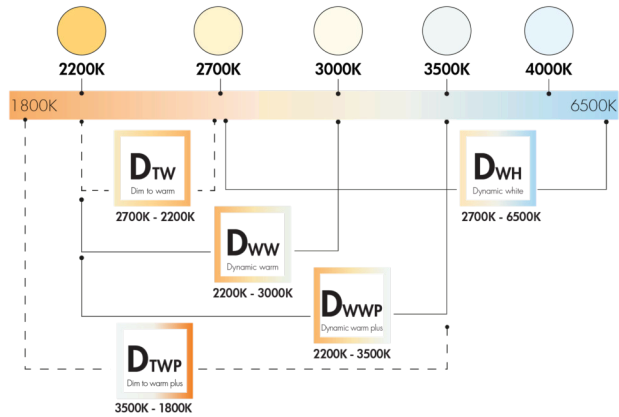 2200K 2700K 3000K 3500K 4000K
1800K 6500K
DTW
Dim to warm
2700K - 2200K
DWH
Dynamic white
2700K - 6500K
DWW
Dynamic warm
2200K - 3000K
DWWP
Dynamic warm plus
2200K - 3500K
DTWP
Dim to warm plus
3500K - 1800K